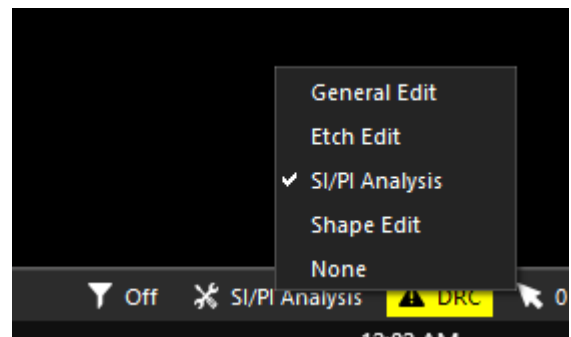 General Edit
Etch Edit
SI/PI Analysis
Shape Edit
None
Off SI/PI Analysis DRC 0